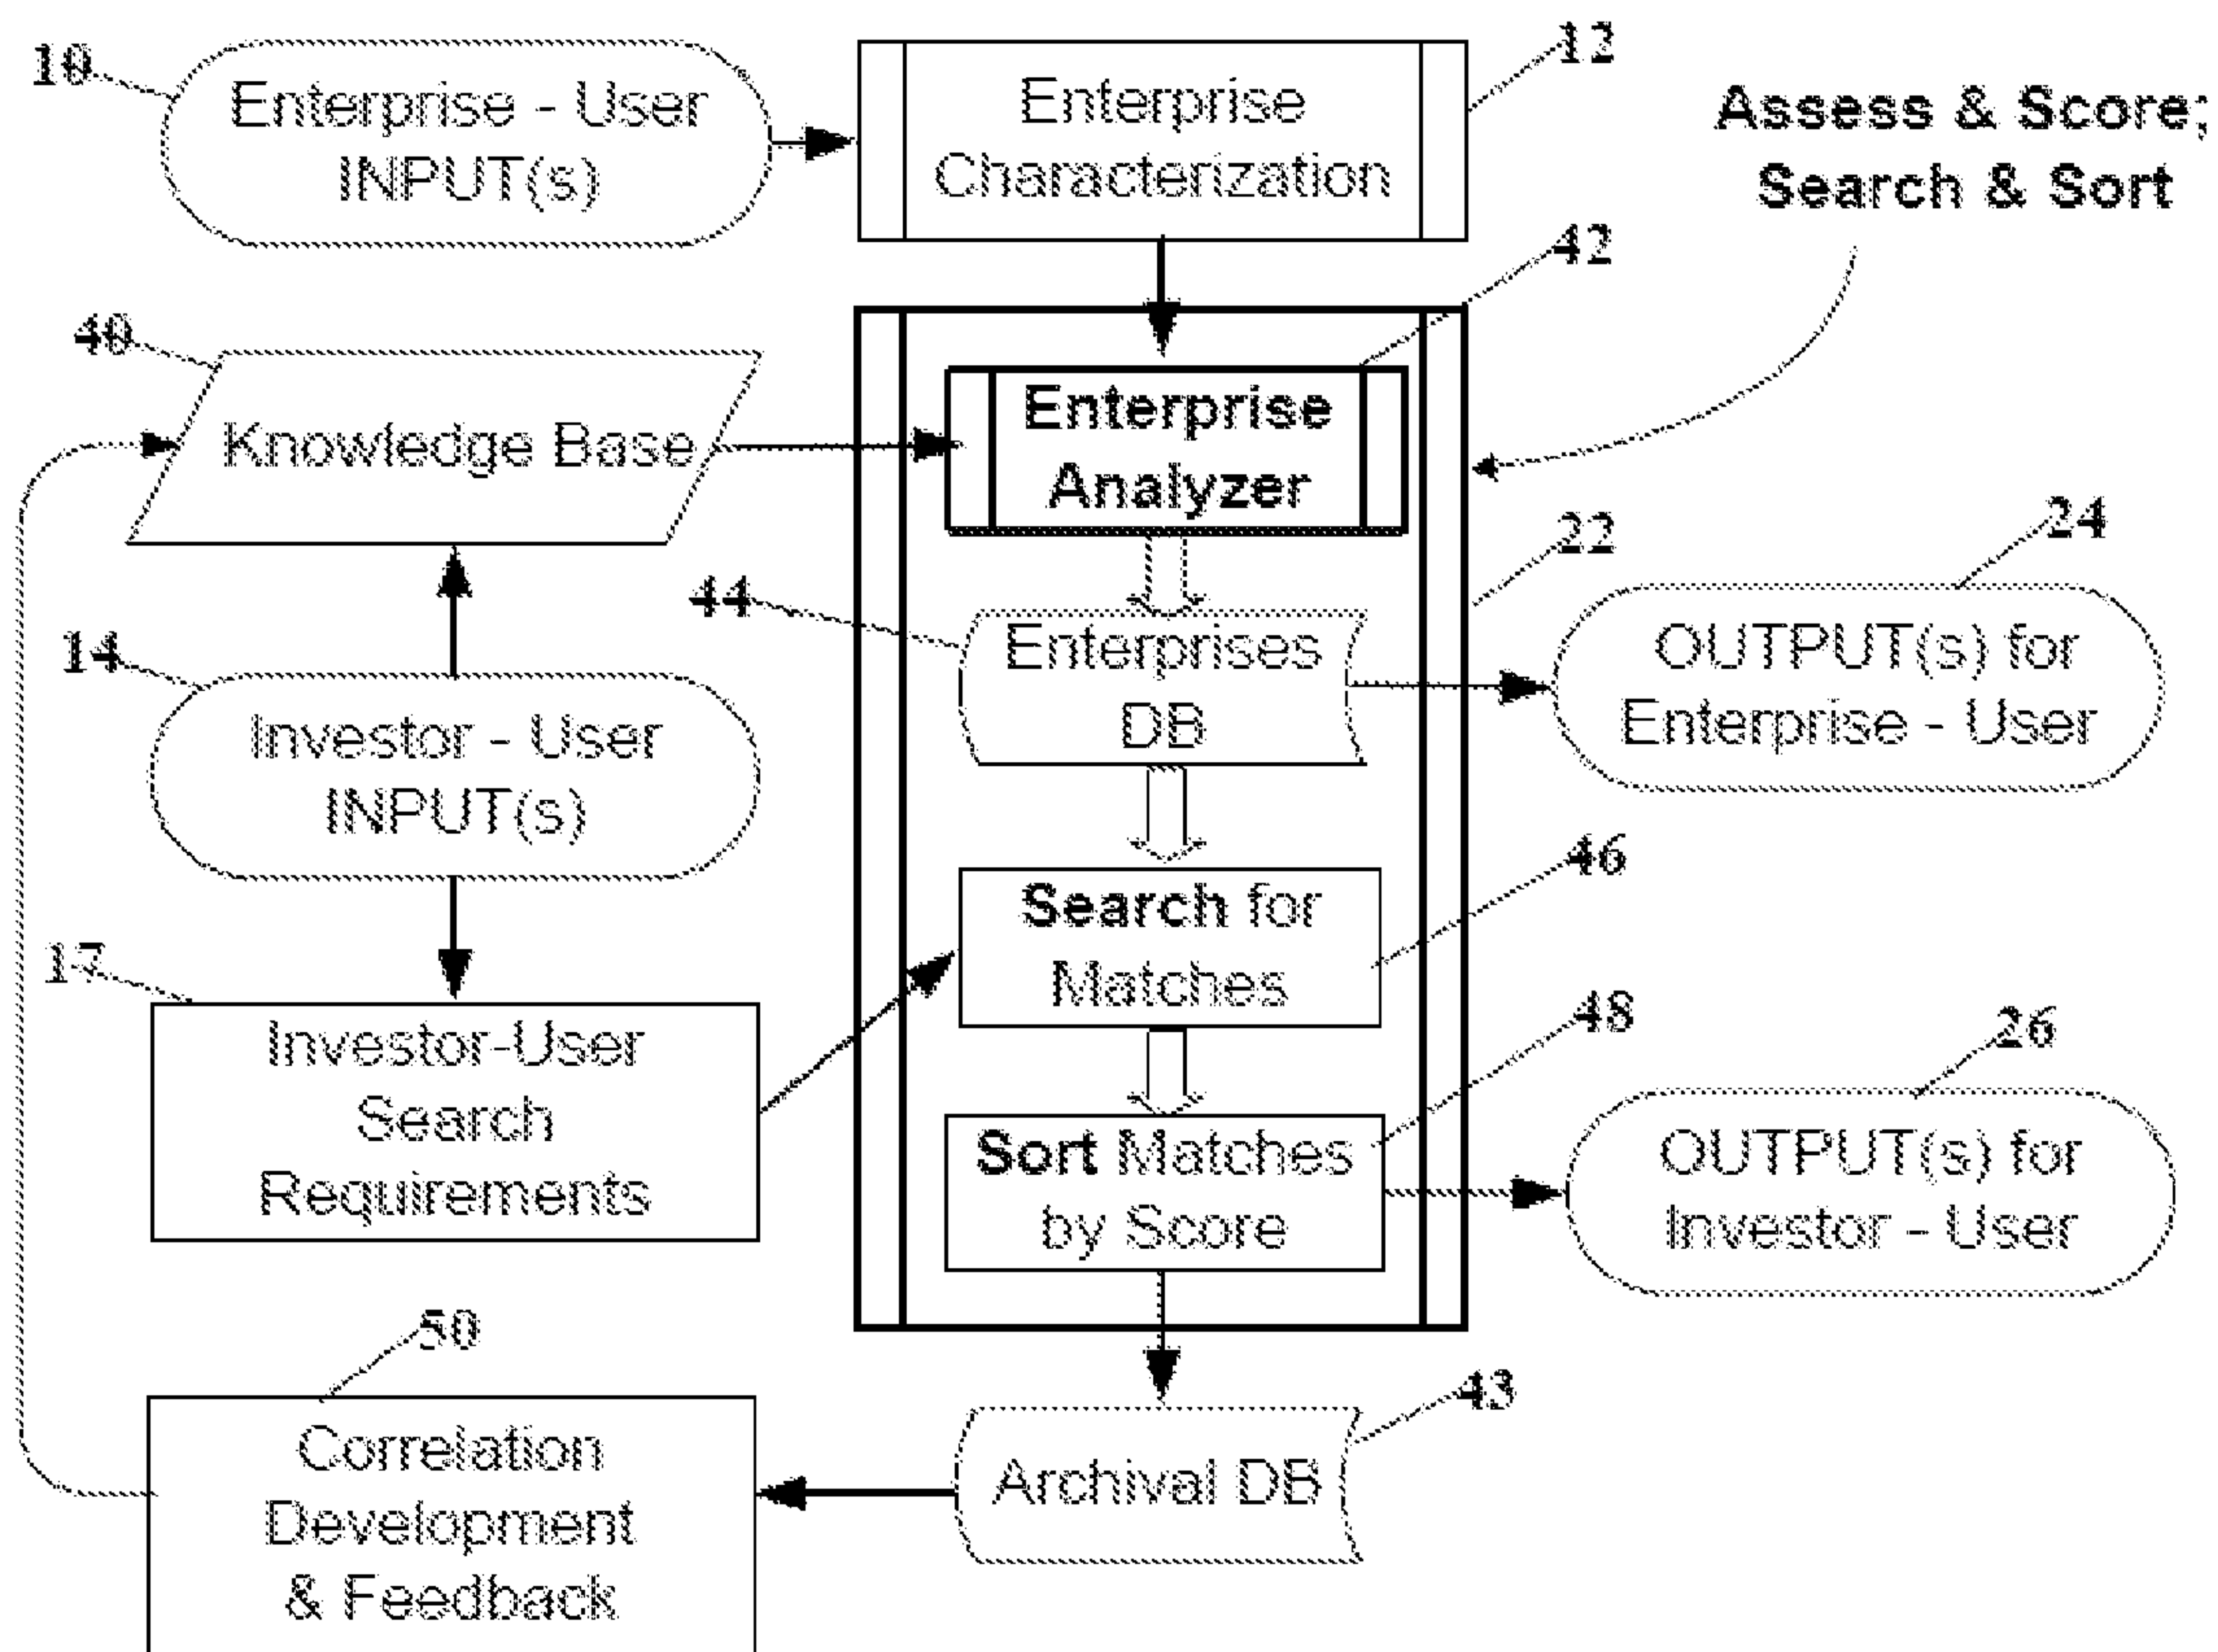 10
Enterprise - User
INPUT(s)
Enterprise
Characterization
12
Assess & Score;
Search & Sort
42
40
Knowledge Base
Enterprise
Analyzer
22
24
44
Enterprises
DB
OUTPUT(s) for
Enterprise - User
14
Investor - User
INPUT(s)
46
Search for
Matches
17
Investor-User
Search
Requirements
48
26
Sort Matches
by Score
OUTPUT(s) for
Investor - User
50
43
Correlation
Development
& Feedback
Archival DB